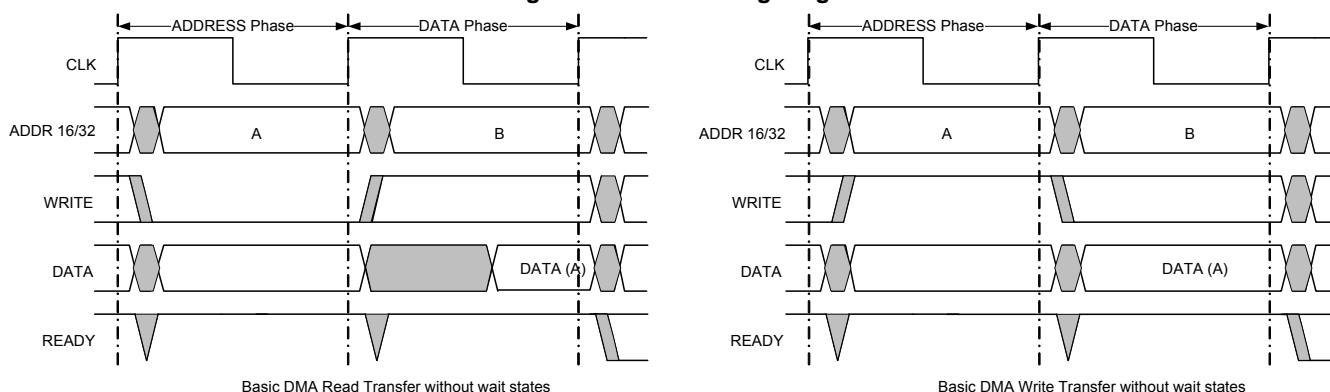 ADDRESS Phase
DATA Phase
CLK
ADDR 16/32
A
B
WRITE
DATA
DATA (A)
READY
Basic DMA Read Transfer without wait states
ADDRESS Phase
DATA Phase
CLK
ADDR 16/32
A
B
WRITE
DATA
DATA (A)
READY
Basic DMA Write Transfer without wait states